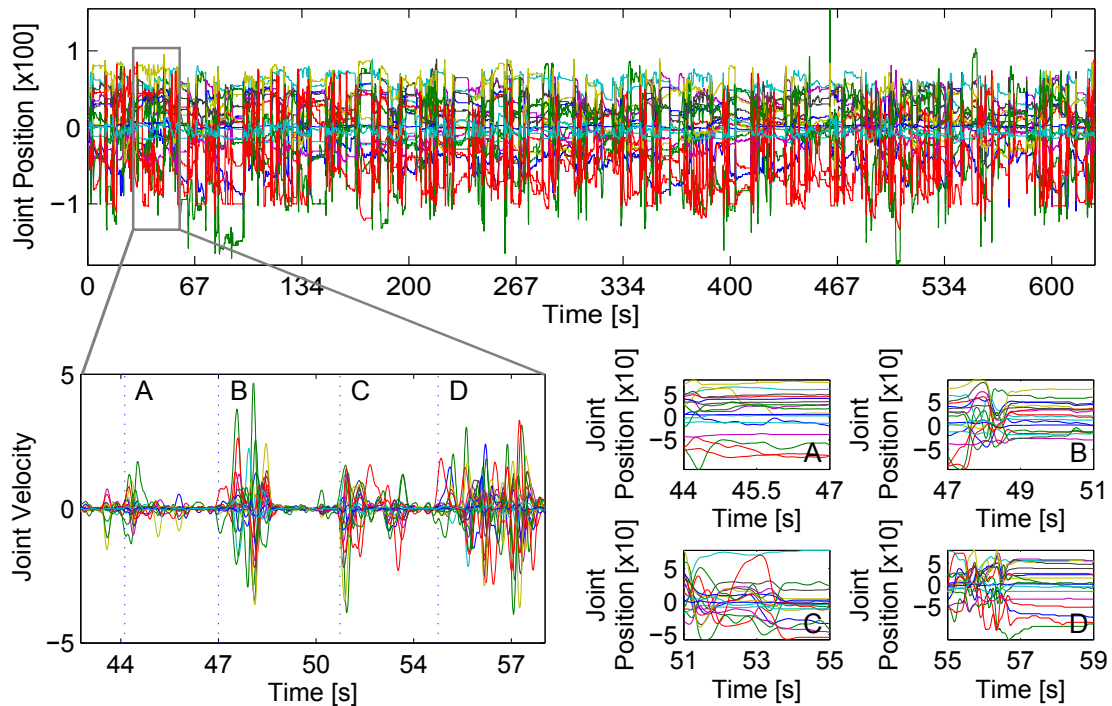 Joint Position [x100]
1
0
−1
0 67 134 200 267 334 400 467 534 600
Time [s]
Joint Velocity
5
0
−5
A B C D
44 47 50 54 57
Time [s]
Joint
Position [x10]
5
−5
A
44 45.5 47
Time [s]
Joint
Position [x10]
5
0
−5
B
47 49 51
Time [s]
Joint
Position [x10]
5
0
−5
C
51 53 55
Time [s]
Joint
Position [x10]
5
0
−5
D
55 57 59
Time [s]